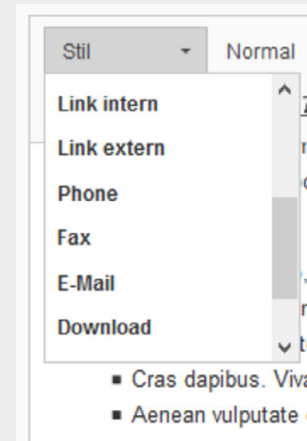 Stil Normal
Link intern
Link extern
Phone
Fax
E-Mail
Download
Cras dapibus. Viva
Aenean vulputate